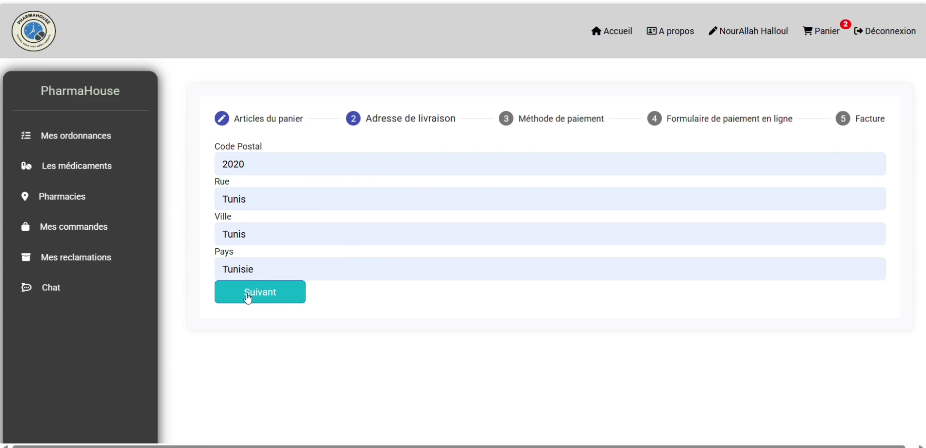 PHARMAHOUSE
Accueil A propos NourAllah Halloul Panier 2 Déconnexion
PharmaHouse
Mes ordonnances
Les médicaments
Pharmacies
Mes commandes
Mes reclamations
Chat
Articles du panier 2 Adresse de livraison 3 Méthode de paiement 4 Formulaire de paiement en ligne 5 Facture
Code Postal
2020
Rue
Tunis
Ville
Tunis
Pays
Tunisie
Suivant